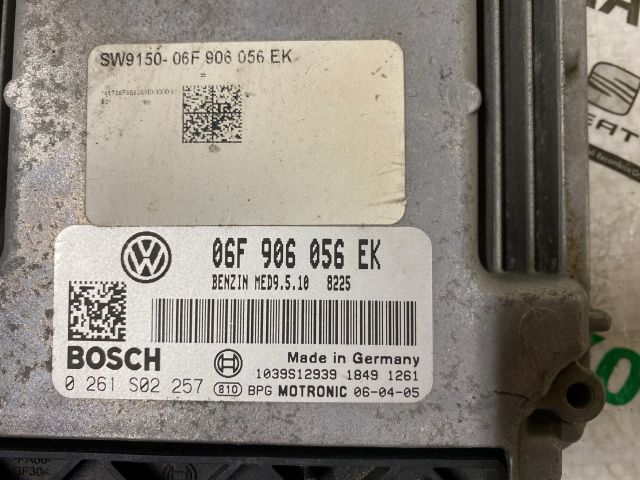 SW9150- 06F 906 056 EK
06F 906 056 EK
BENZIN MED9.5.10 8225
BOSCH
Made in Germany
1039S12939 1849 1261
0 261 S02 257
810 BPG MOTRONIC 06-04-05
SEAT
GF30